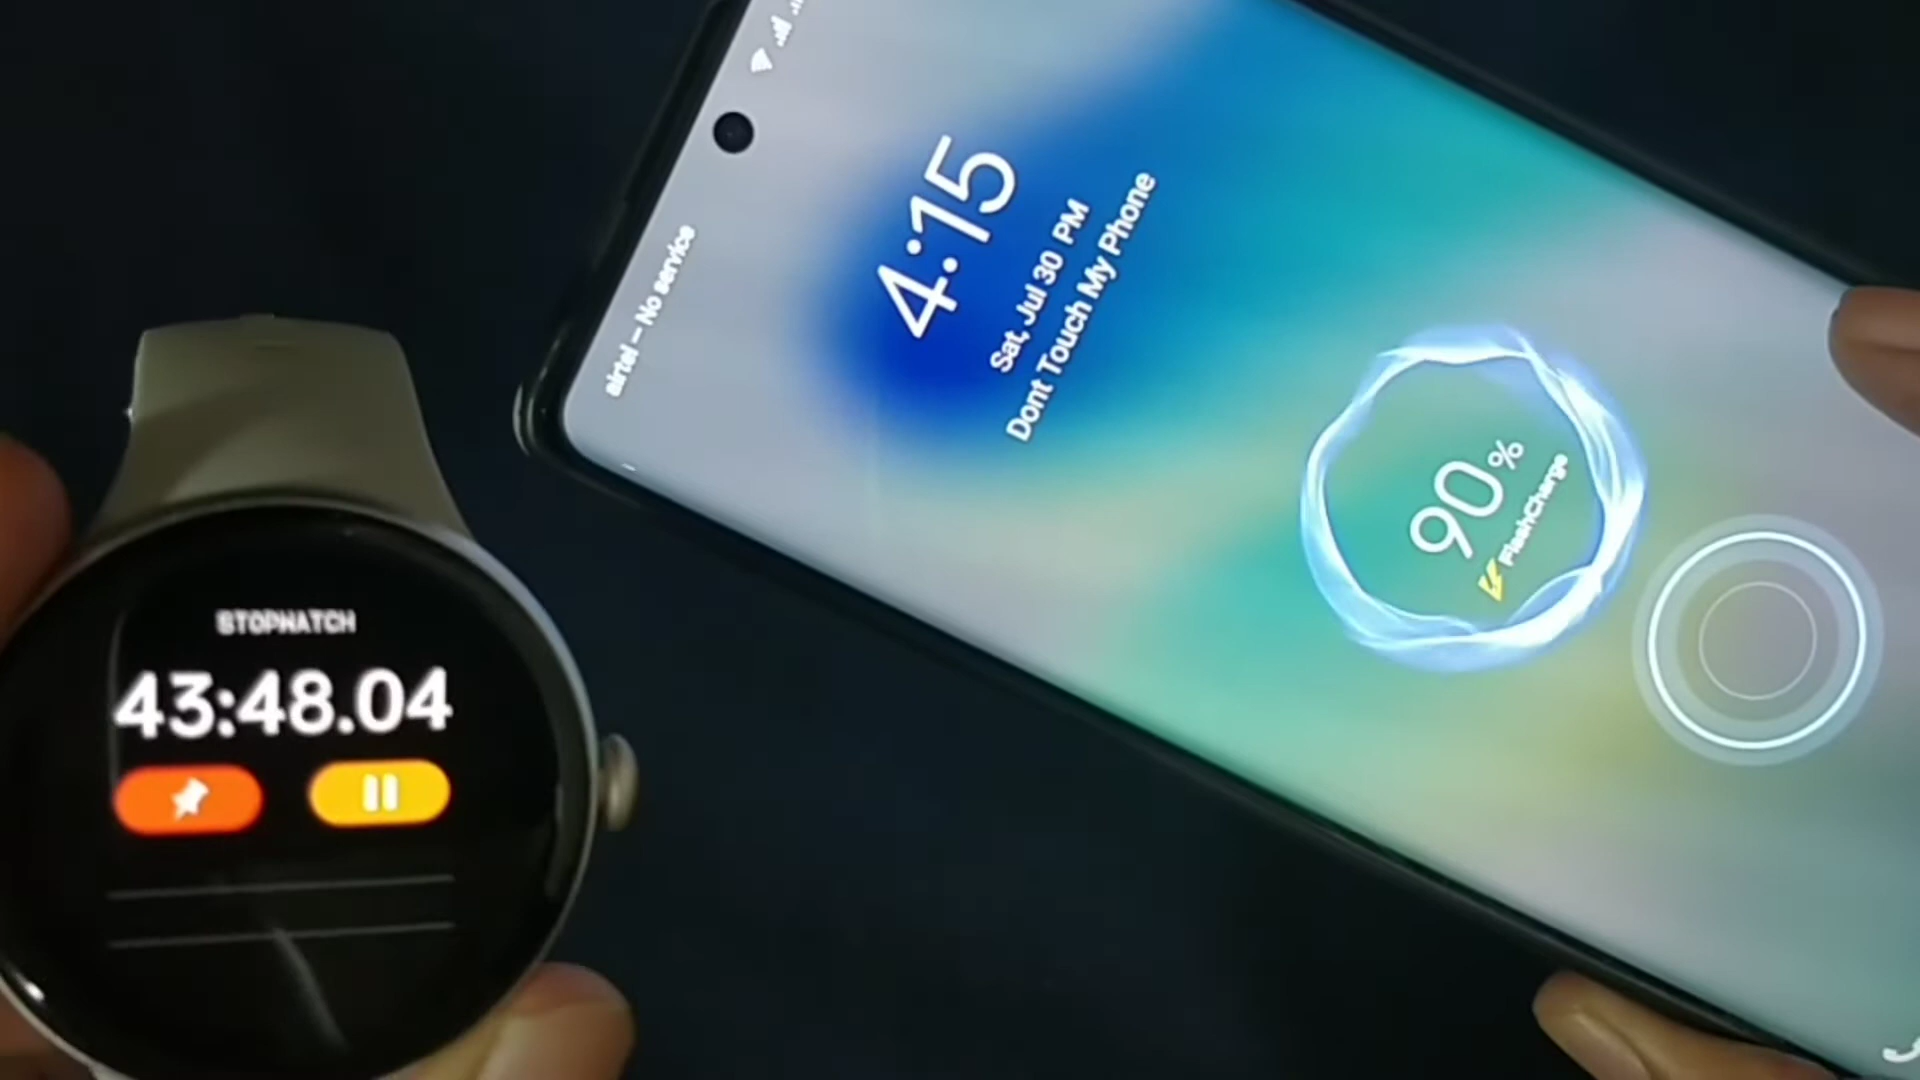 STOPWATCH
43:48.04
airtel – No service
4:15
Sat, Jul 30 PM
Dont Touch My Phone
90%
FlashCharge